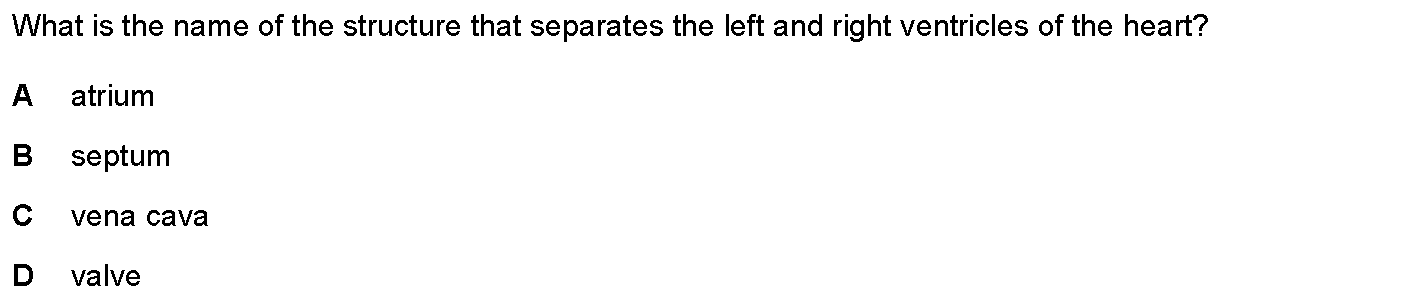 What is the name of the structure that separates the left and right ventricles of the heart?
A atrium
B septum
C vena cava
D valve